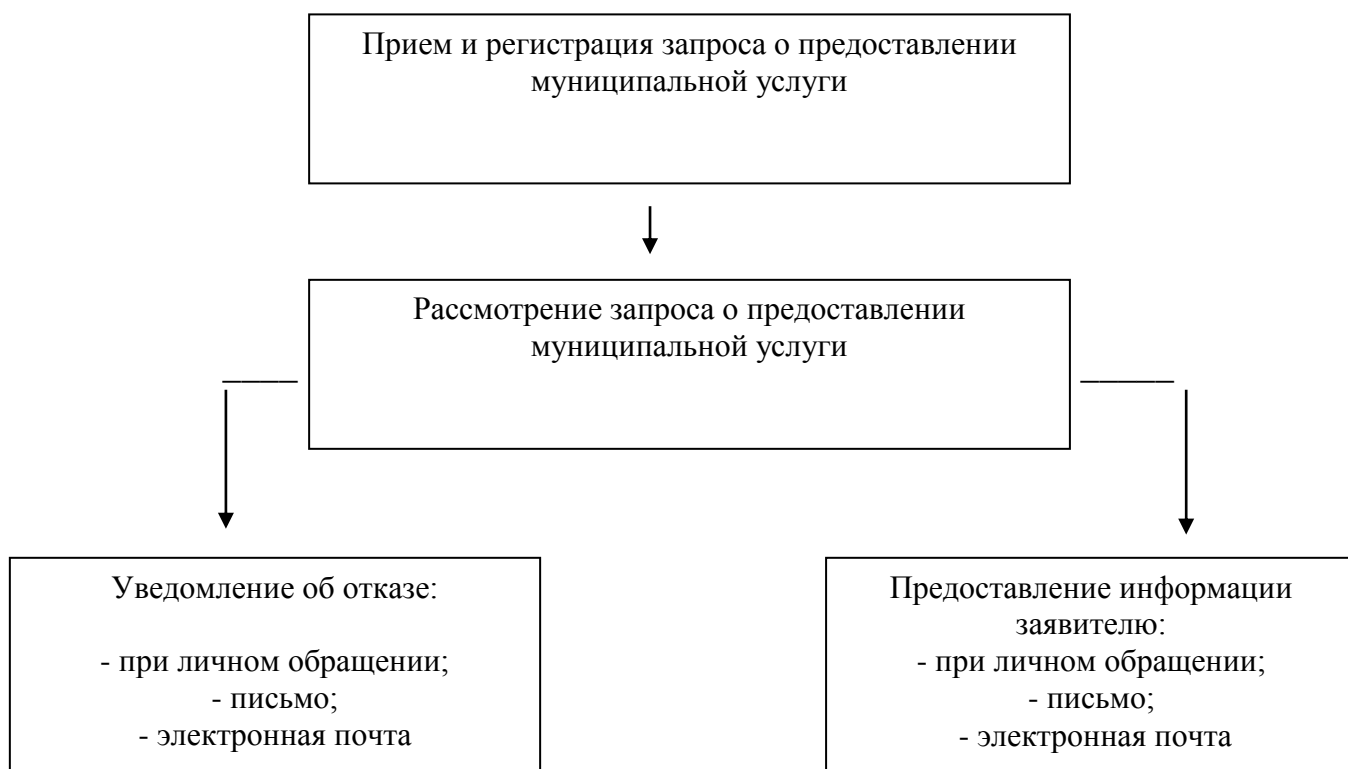 Прием и регистрация запроса о предоставлении
муниципальной услуги
Рассмотрение запроса о предоставлении
муниципальной услуги
Уведомление об отказе:
- при личном обращении;
- письмо;
- электронная почта
Предоставление информации
заявителю:
- при личном обращении;
- письмо;
- электронная почта